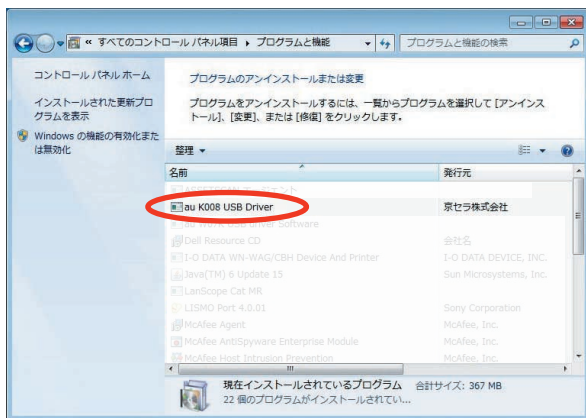 « すべてのコントロール パネル項目 ▸ プログラムと機能
プログラムと機能の検索
コントロール パネル ホーム
インストールされた更新プロ
グラムを表示
Windows の機能の有効化また
は無効化
プログラムのアンインストールまたは変更
プログラムをアンインストールするには、一覧からプログラムを選択して [アンインス
トール]、[変更]、または [修復] をクリックします。
整理 ▼
名前 発行元
au K008 USB Driver 京セラ株式会社
Dell Resource CD 会社名
I-O DATA WN-WAG/CBH Device And Printer I-O DATA DEVICE, INC.
Java(TM) 6 Update 15 Sun Microsystems, Inc.
LanScope Cat MR
LISMO Port 4.0.01 Sony Corporation
McAfee Agent McAfee, Inc.
McAfee AntiSpyware Enterprise Module McAfee, Inc.
McAfee Host Intrusion Prevention McAfee, Inc.
現在インストールされているプログラム 合計サイズ: 367 MB
22 個のプログラムがインストールされてい...